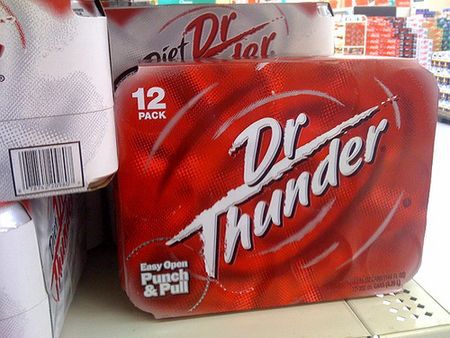 Diet Dr
12
PACK
Dr
Thunder
Easy Open
Punch
& Pull